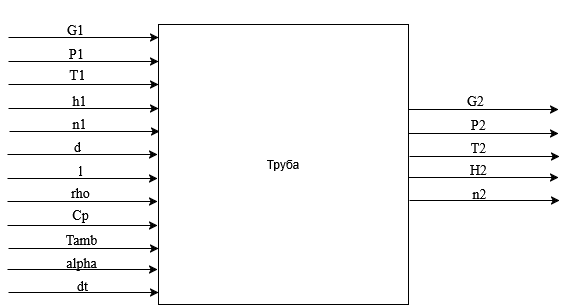 G1
P1
T1
h1
n1
d
l
rho
Cp
Tamb
alpha
dt
Труба
G2
P2
T2
H2
n2